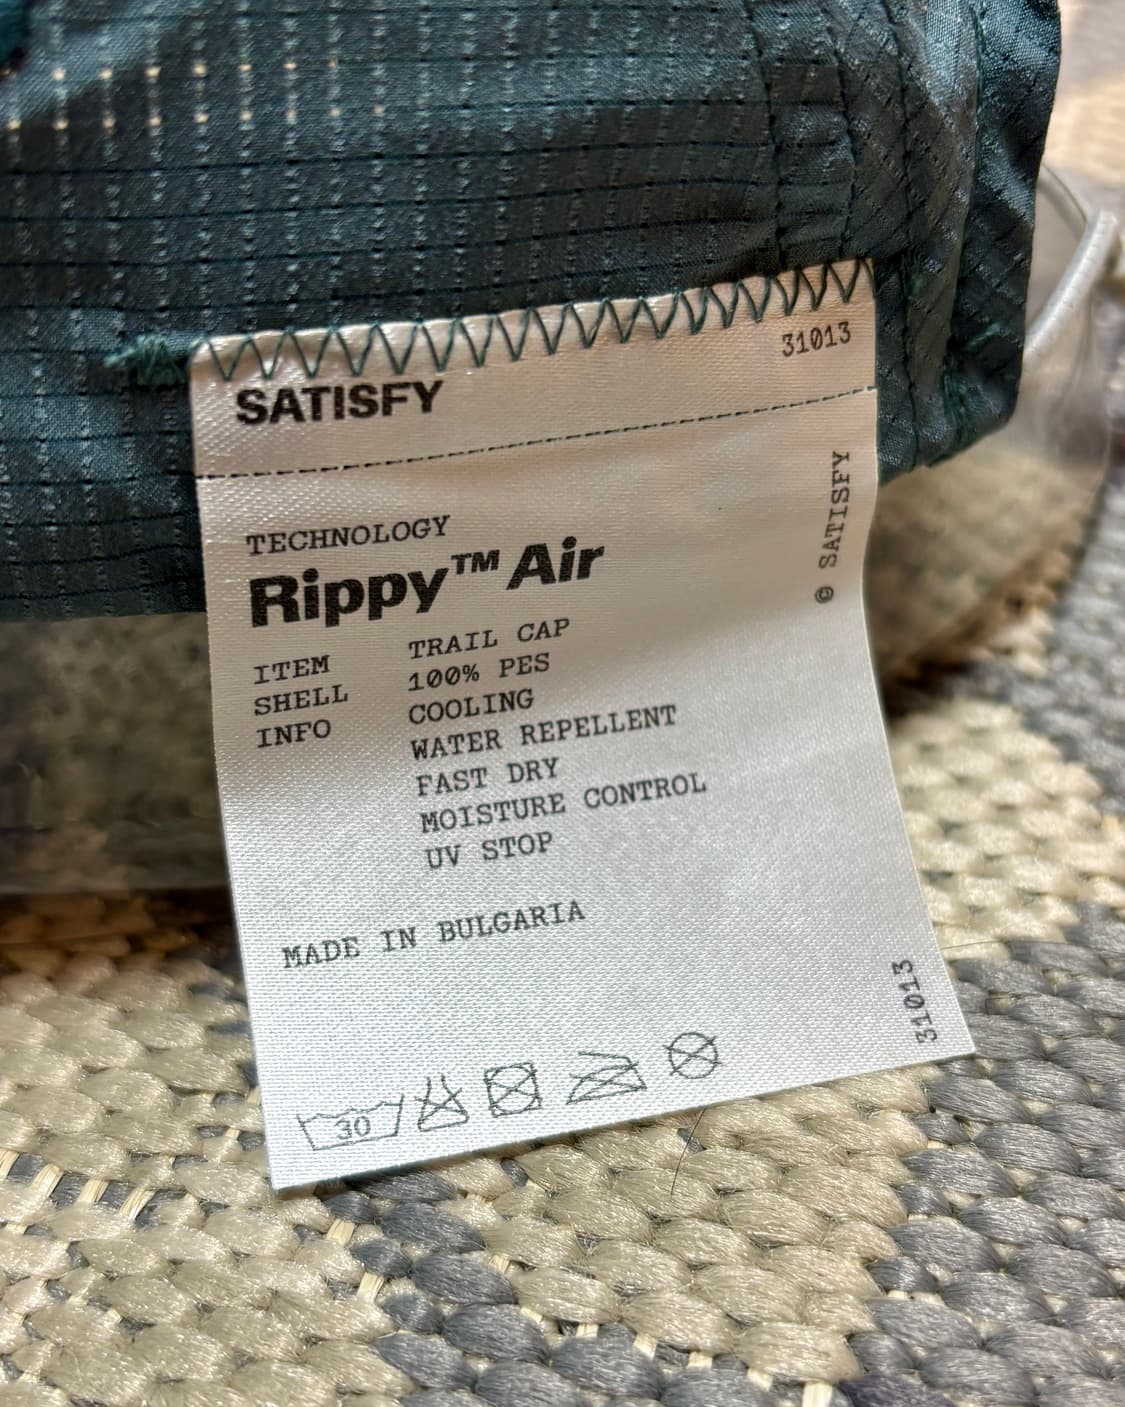 31013
SATISFY
© SATISFY
TECHNOLOGY
Rippy™ Air
ITEM TRAIL CAP
SHELL 100% PES
INFO COOLING
WATER REPELLENT
FAST DRY
MOISTURE CONTROL
UV STOP
MADE IN BULGARIA
31013
30